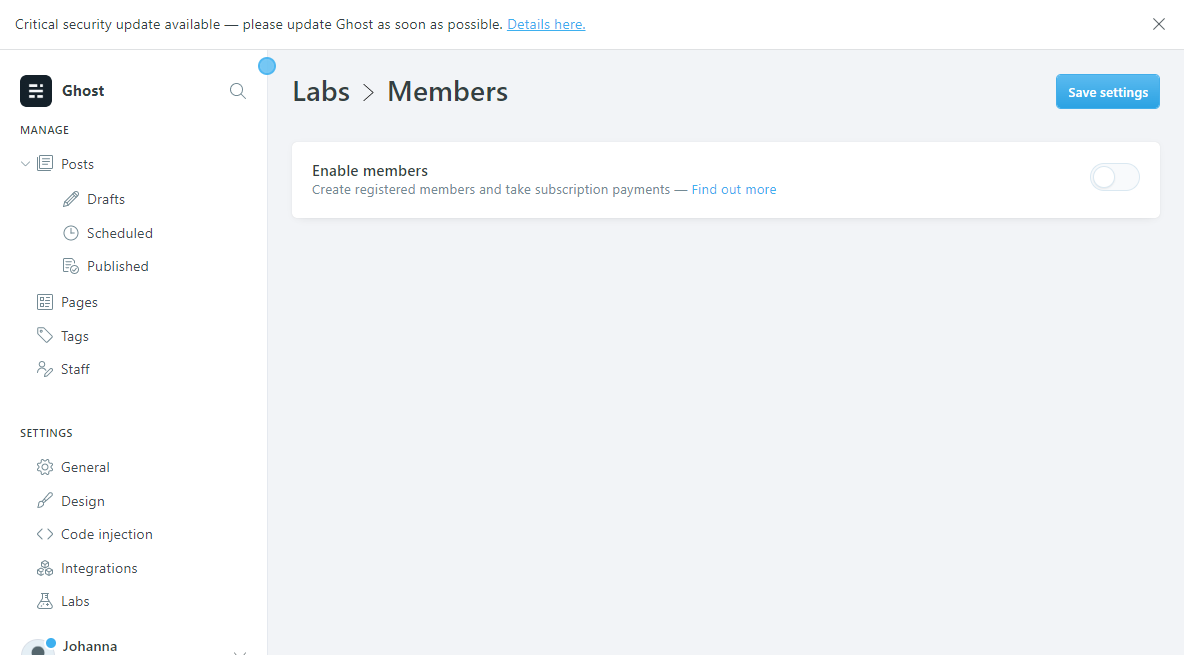 Critical security update available — please update Ghost as soon as possible. Details here.
Ghost
MANAGE
Posts
Drafts
Scheduled
Published
Pages
Tags
Staff
SETTINGS
General
Design
Code injection
Integrations
Labs
Johanna
Labs > Members
Save settings
Enable members
Create registered members and take subscription payments — Find out more